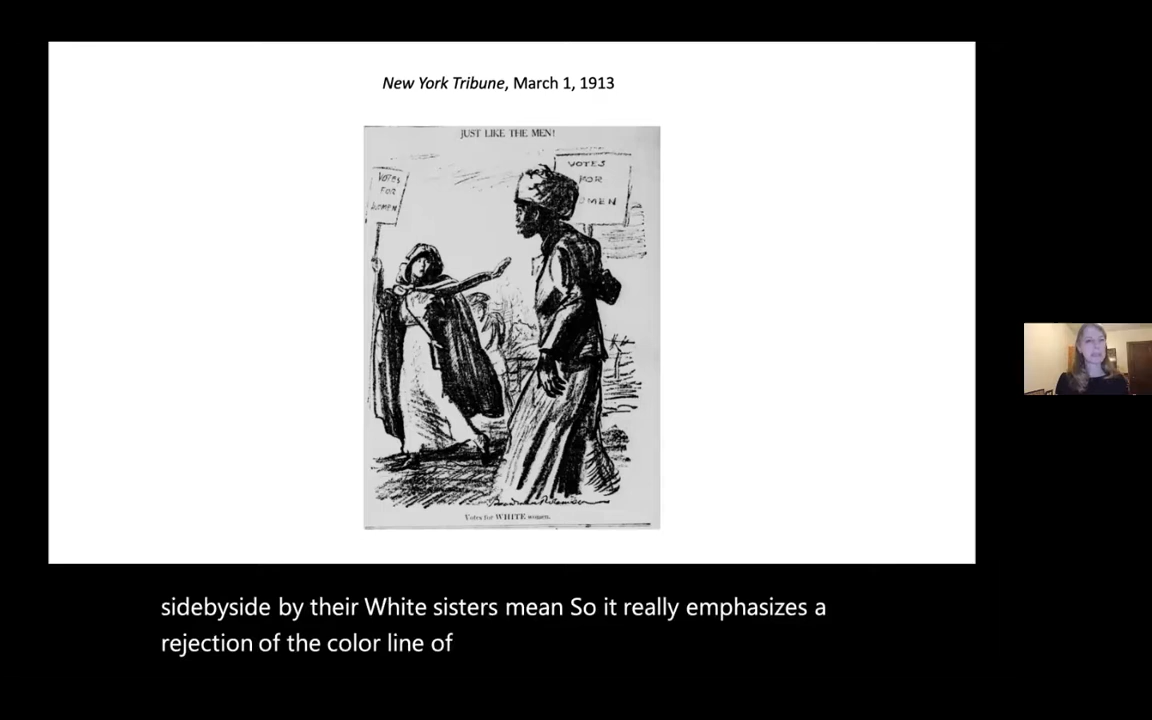 New York Tribune, March 1, 1913
JUST LIKE THE MEN!
VOTES
FOR
WOMEN
VOTES
FOR
OMEN
Votes for WHITE women.
sidebyside by their White sisters mean So it really emphasizes a
rejection of the color line of